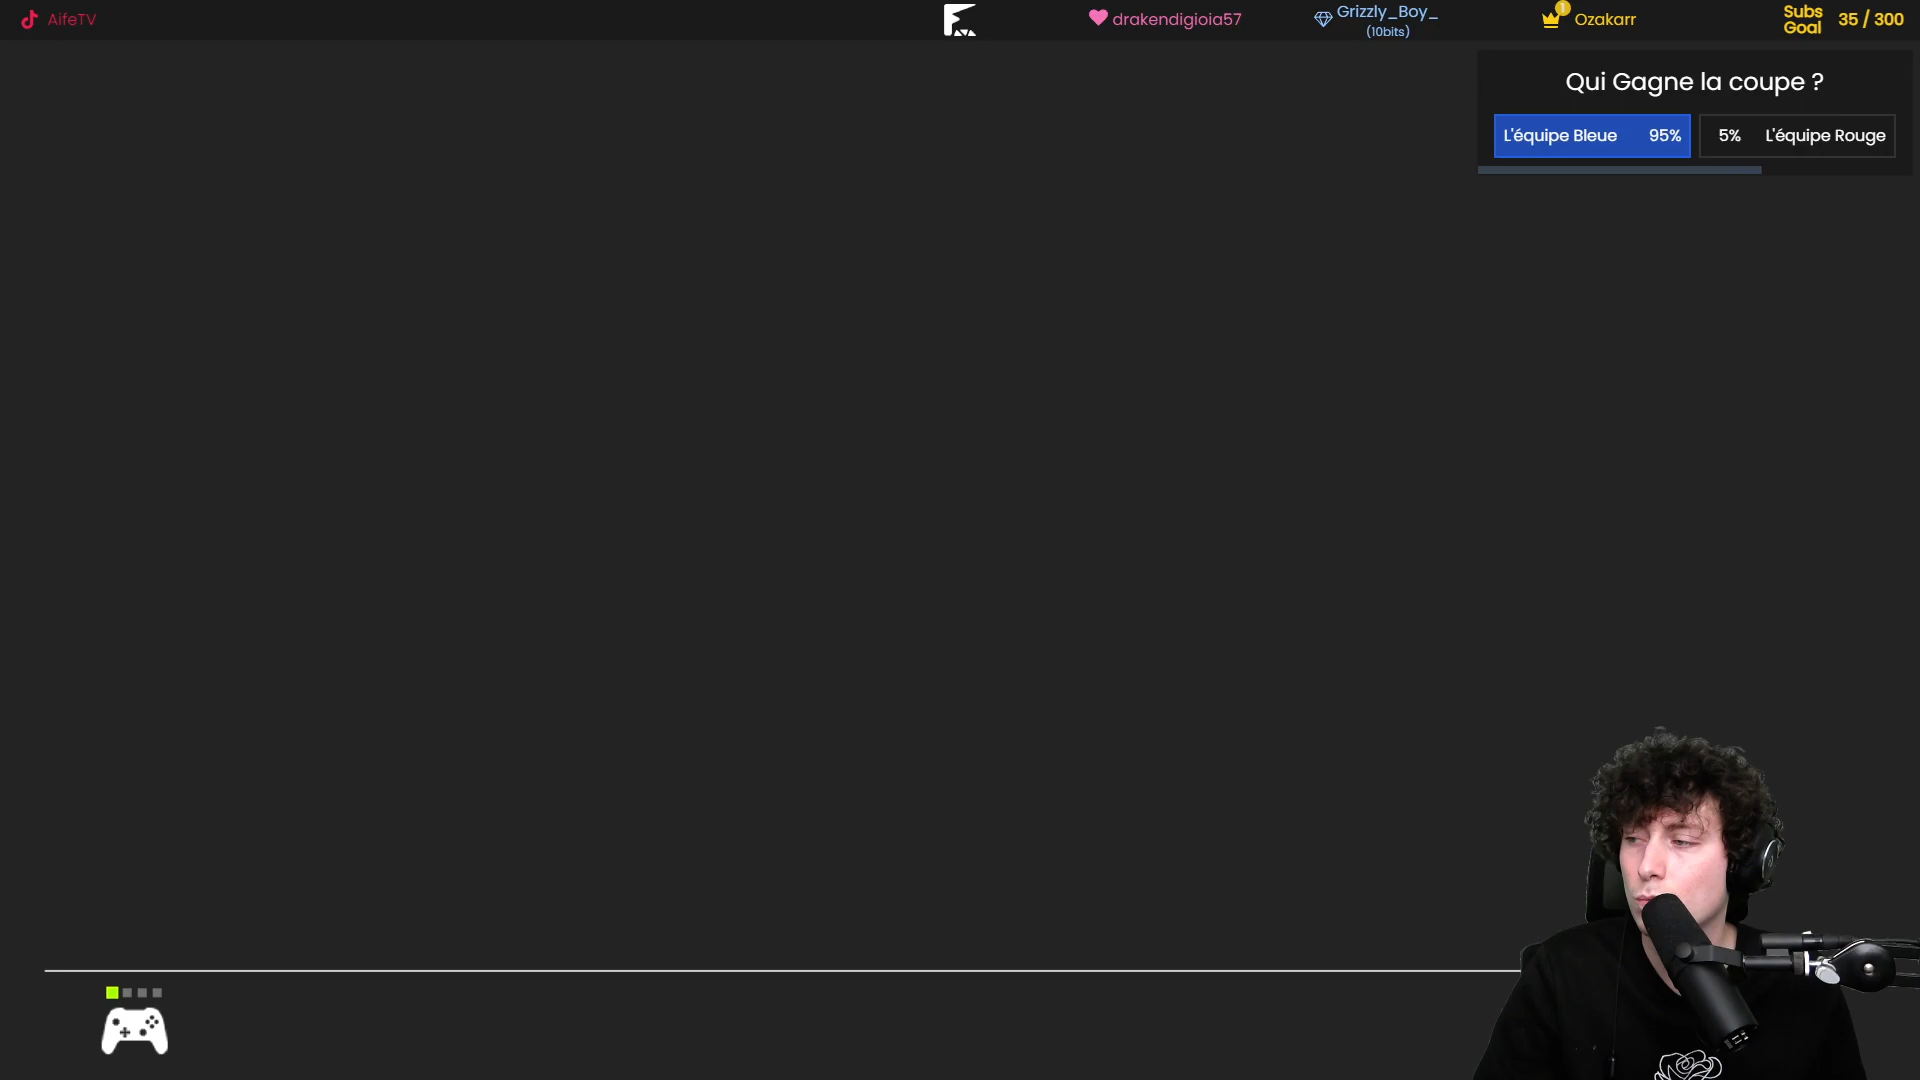 AifeTV
drakendigioia57
Grizzly_Boy_
(10bits)
1
Ozakarr
Subs
Goal
35 / 300
Qui Gagne la coupe ?
L'équipe Bleue 95%
5% L'équipe Rouge